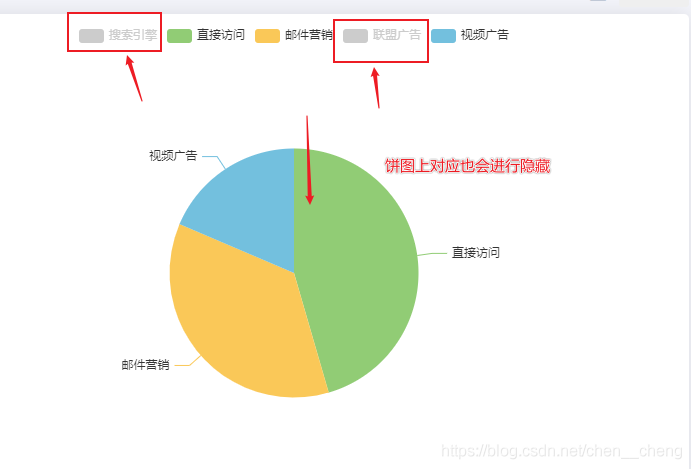 搜索引擎 直接访问 邮件营销 联盟广告 视频广告
视频广告
饼图上对应也会进行隐藏
直接访问
邮件营销
https://blog.csdn.net/chen__cheng